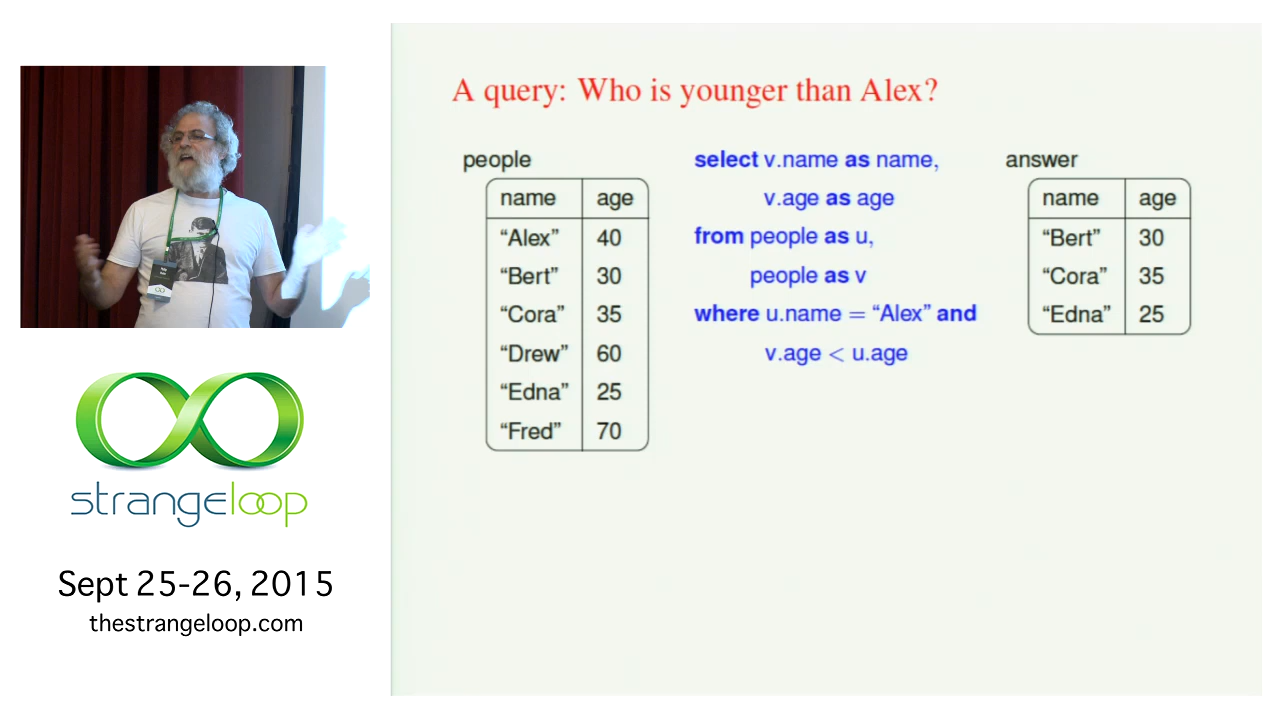 A query: Who is younger than Alex?
people
name age
“Alex” 40
“Bert” 30
“Cora” 35
“Drew” 60
“Edna” 25
“Fred” 70
select v.name as name,
v.age as age
from people as u,
people as v
where u.name = “Alex” and
v.age < u.age
answer
name age
“Bert” 30
“Cora” 35
“Edna” 25
strangeloop
Sept 25-26, 2015
thestrangeloop.com